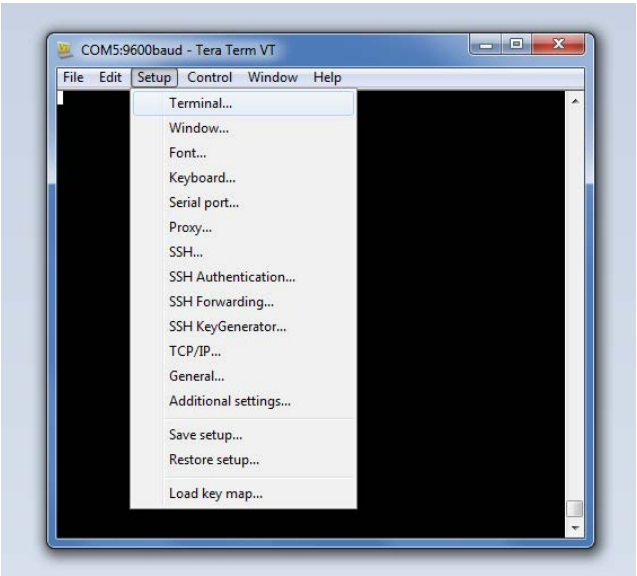 COM5:9600baud - Tera Term VT
File Edit Setup Control Window Help
Terminal...
Window...
Font...
Keyboard...
Serial port...
Proxy...
SSH...
SSH Authentication...
SSH Forwarding...
SSH KeyGenerator...
TCP/IP...
General...
Additional settings...
Save setup...
Restore setup...
Load key map...